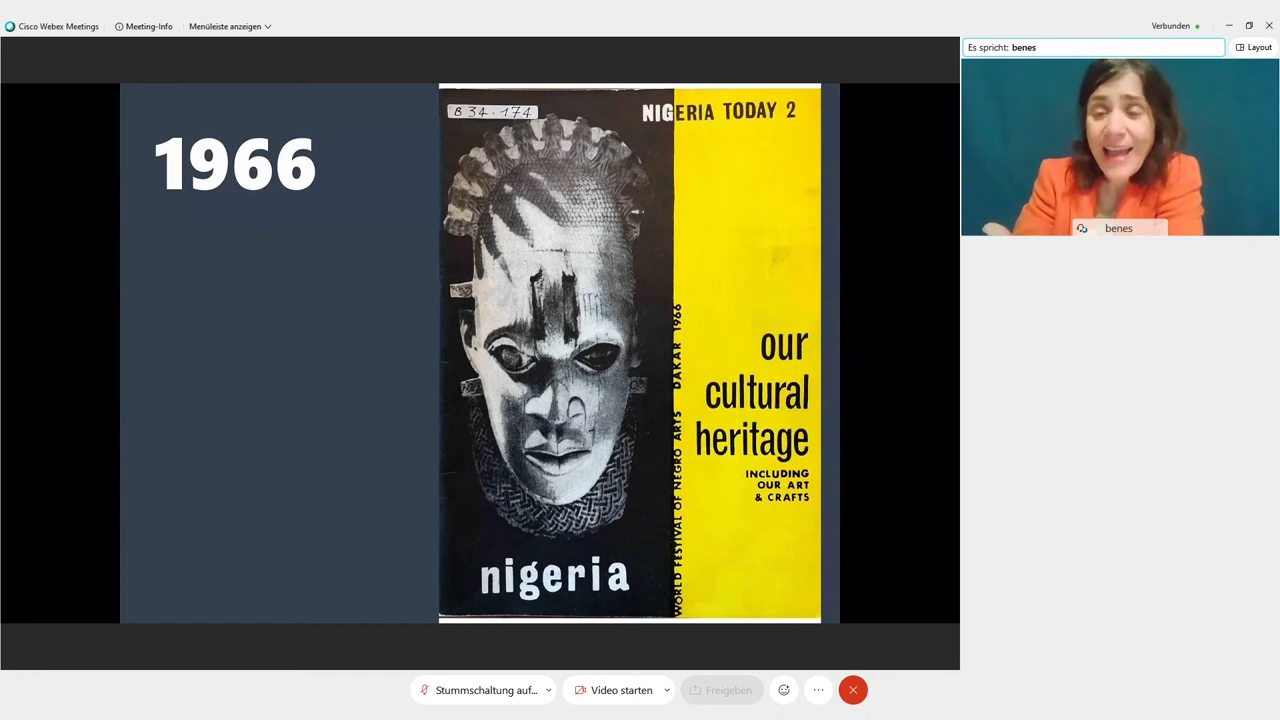 Cisco Webex Meetings
Meeting-Info
Menüleiste anzeigen
Verbunden
Es spricht: benes
Layout
1966
B 34.174
NIGERIA TODAY 2
WORLD FESTIVAL OF NEGRO ARTS DAKAR 1966
our
cultural
heritage
INCLUDING
OUR ART
& CRAFTS
nigeria
benes
Stummschaltung auf...
Video starten
Freigeben